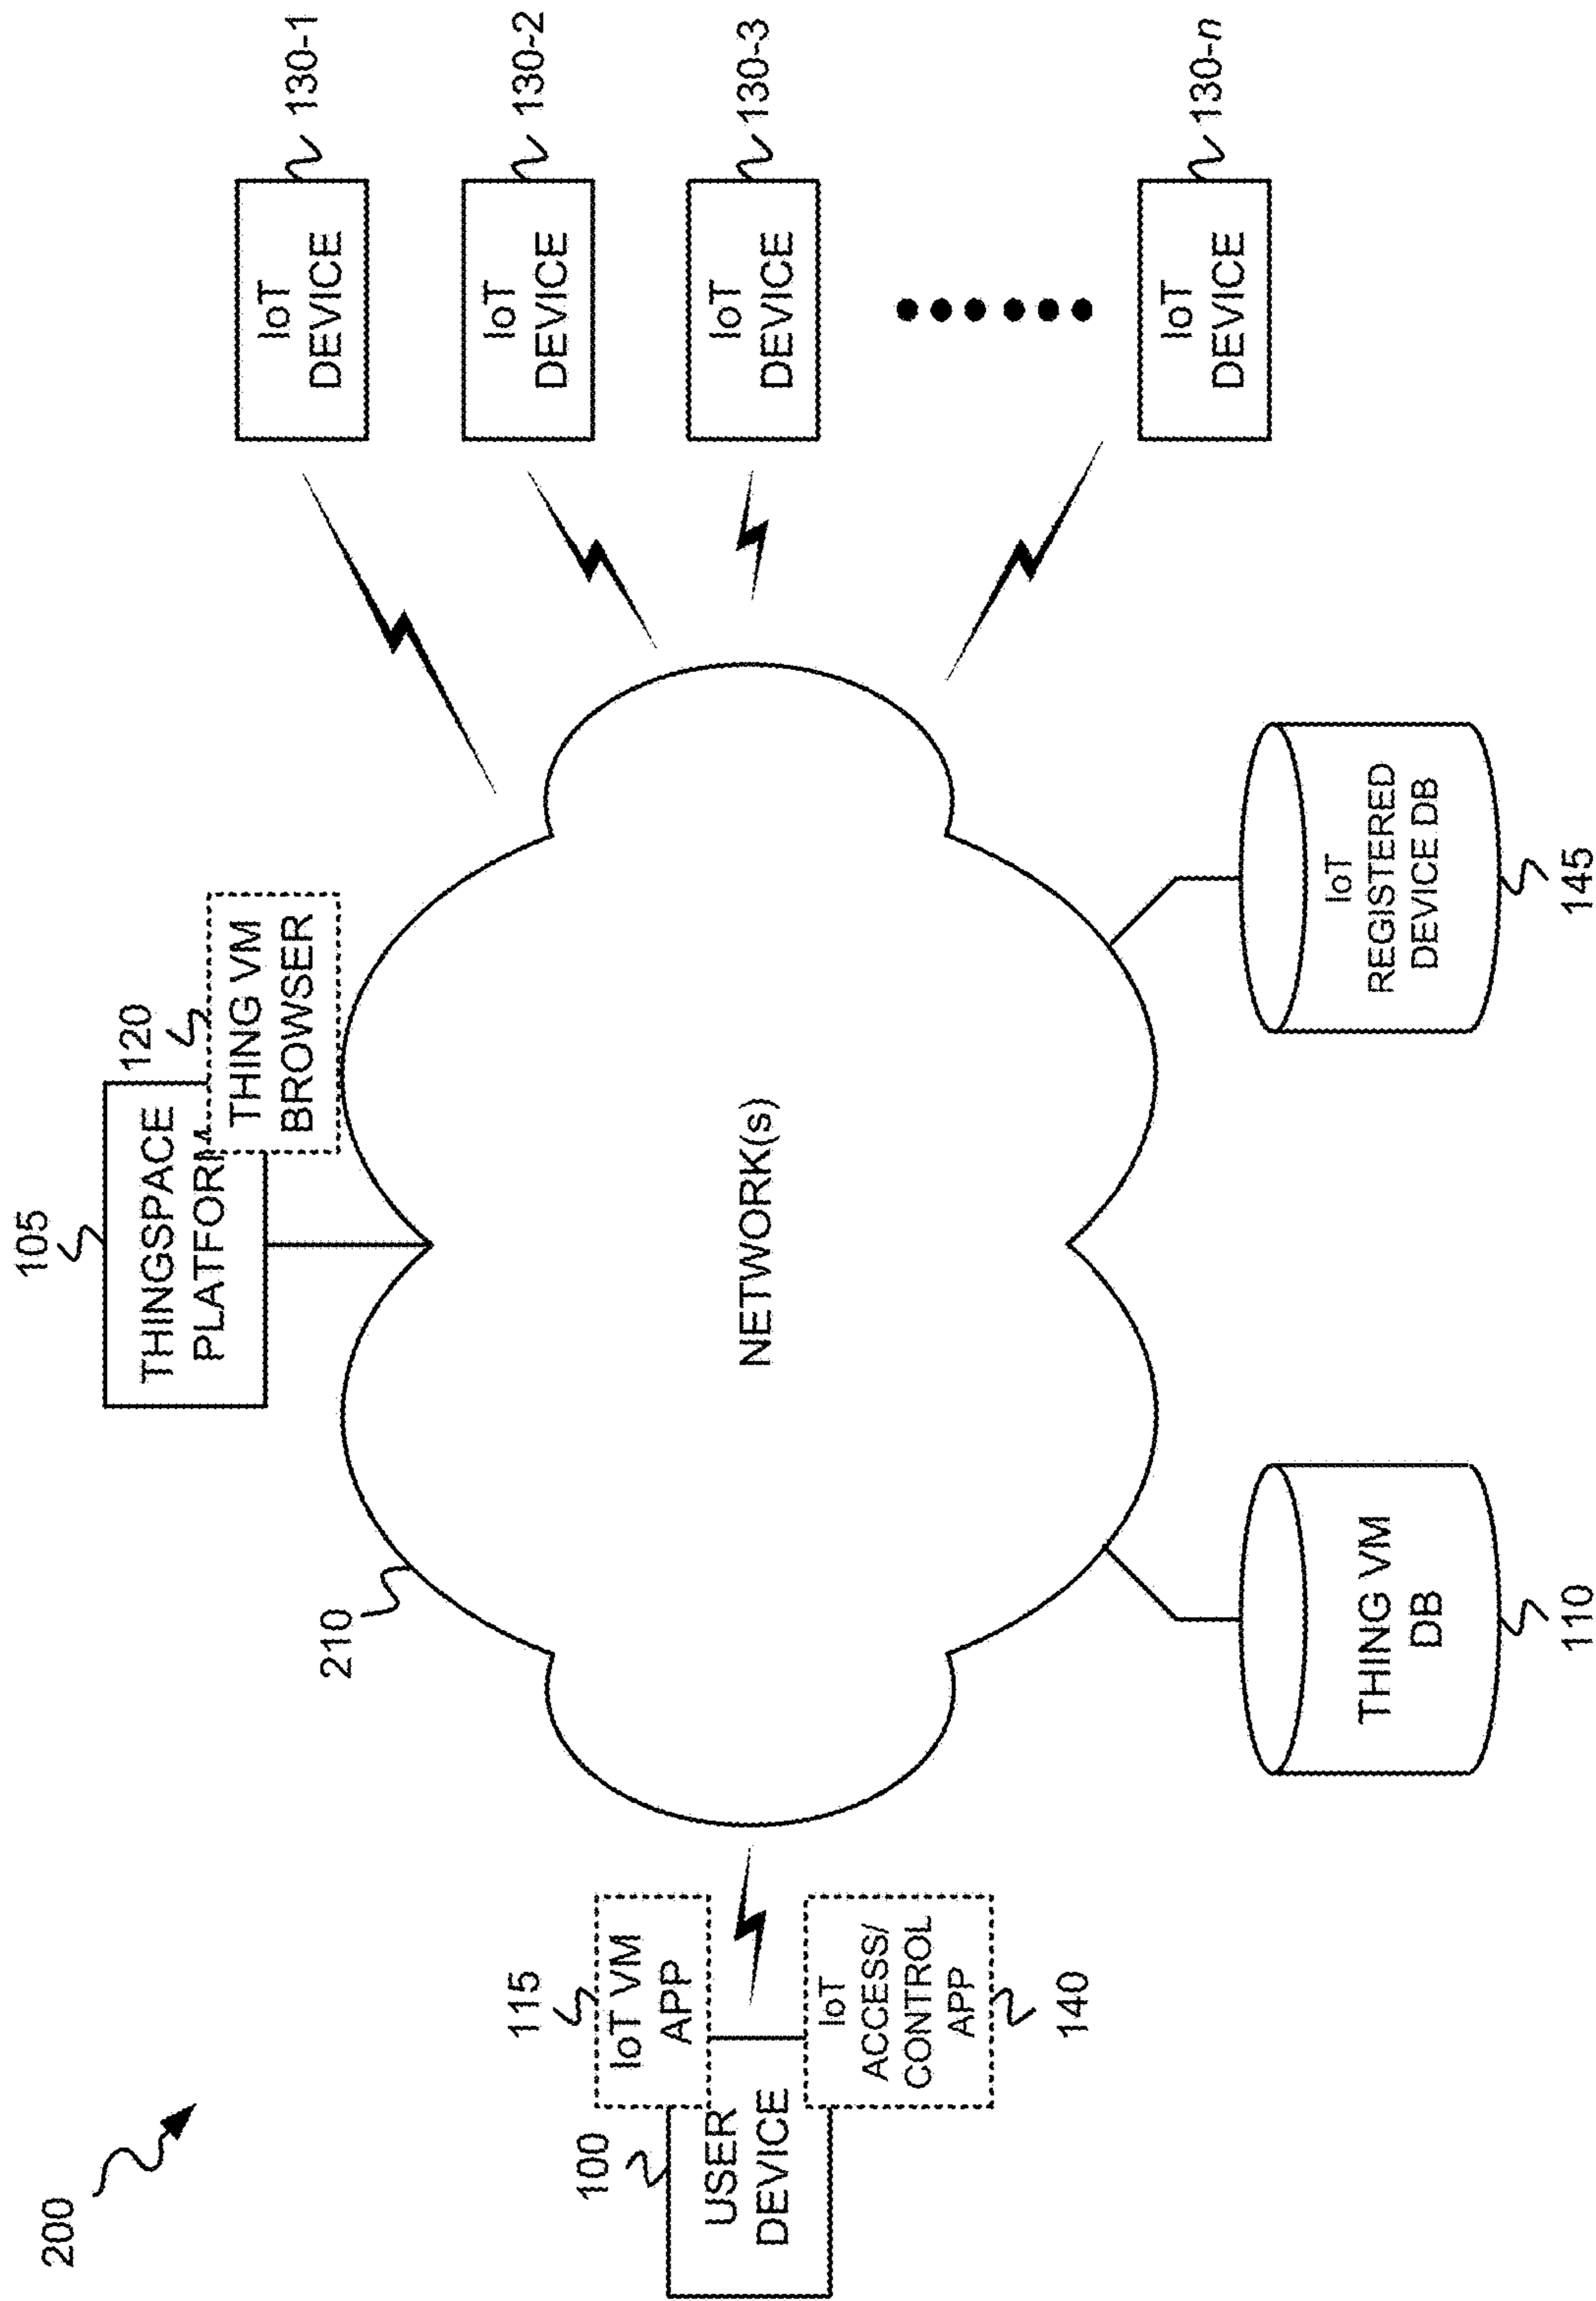 200
105
THINGSPACE
PLATFORM
120
THING VM
BROWSER
210
NETWORK(s)
115
IoT VM
APP
100
USER
DEVICE
IoT
ACCESS/
CONTROL
APP
140
THING VM
DB
110
IoT
REGISTERED
DEVICE DB
145
IoT
DEVICE
130-1
IoT
DEVICE
130-2
IoT
DEVICE
130-3
IoT
DEVICE
130-n